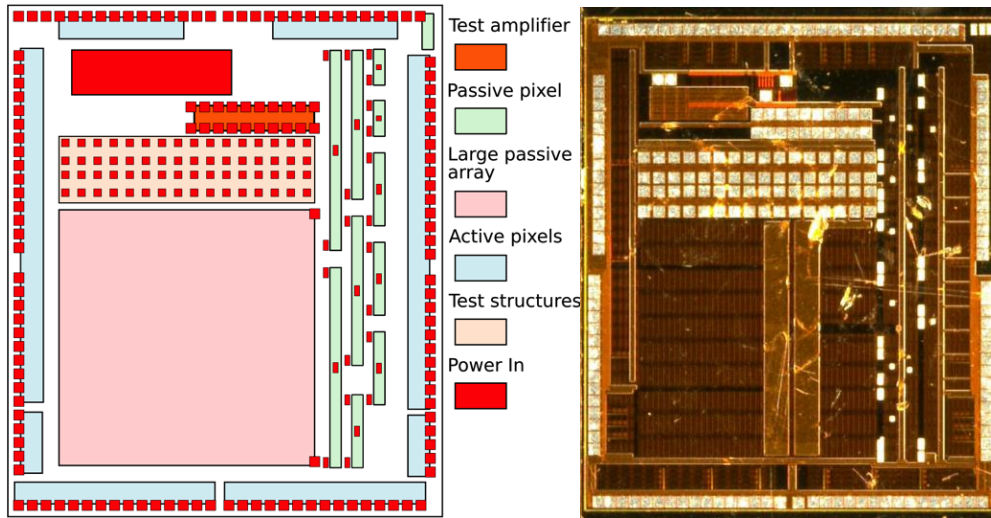 Test amplifier
Passive pixel
Large passive
array
Active pixels
Test structures
Power In